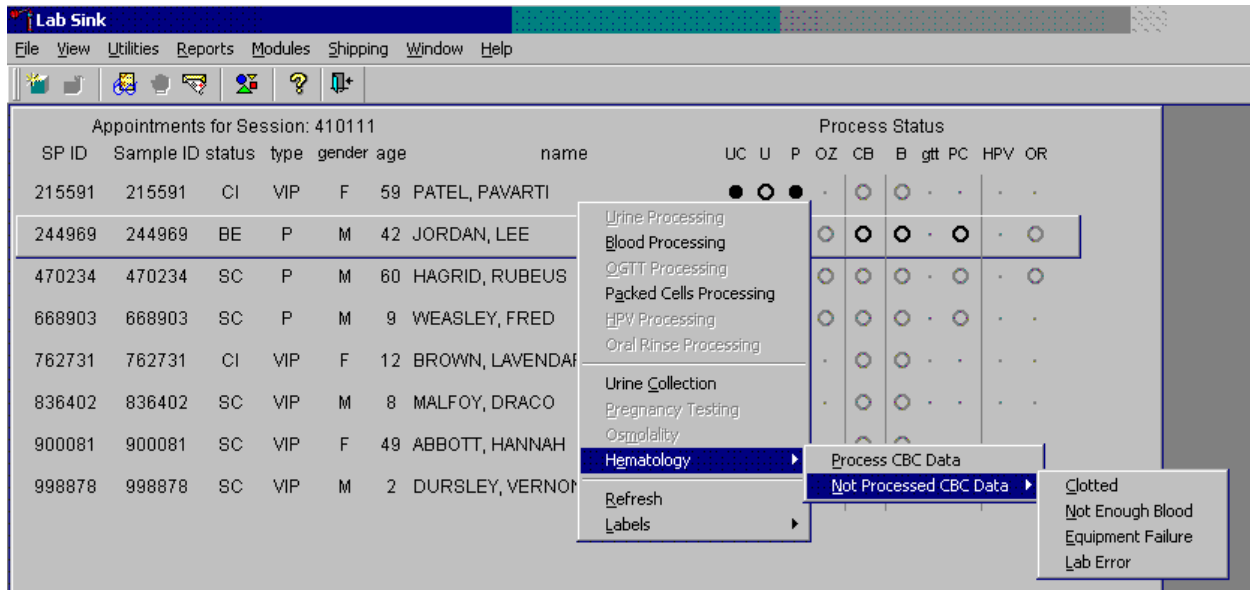 Lab Sink
File View Utilities Reports Modules Shipping Window Help
Appointments for Session: 410111 Process Status
SP ID Sample ID status type gender age name UC U P OZ CB B gtt PC HPV OR
215591 215591 CI VIP F 59 PATEL, PAVARTI
244969 244969 BE P M 42 JORDAN, LEE
470234 470234 SC P M 60 HAGRID, RUBEUS
668903 668903 SC P M 9 WEASLEY, FRED
762731 762731 CI VIP F 12 BROWN, LAVENDAR
836402 836402 SC VIP M 8 MALFOY, DRACO
900081 900081 SC VIP F 49 ABBOTT, HANNAH
998878 998878 SC VIP M 2 DURSLEY, VERNON
Urine Processing
Blood Processing
OGTT Processing
Packed Cells Processing
HPV Processing
Oral Rinse Processing
Urine Collection
Pregnancy Testing
Osmolality
Hematology
Refresh
Labels
Process CBC Data
Not Processed CBC Data
Clotted
Not Enough Blood
Equipment Failure
Lab Error